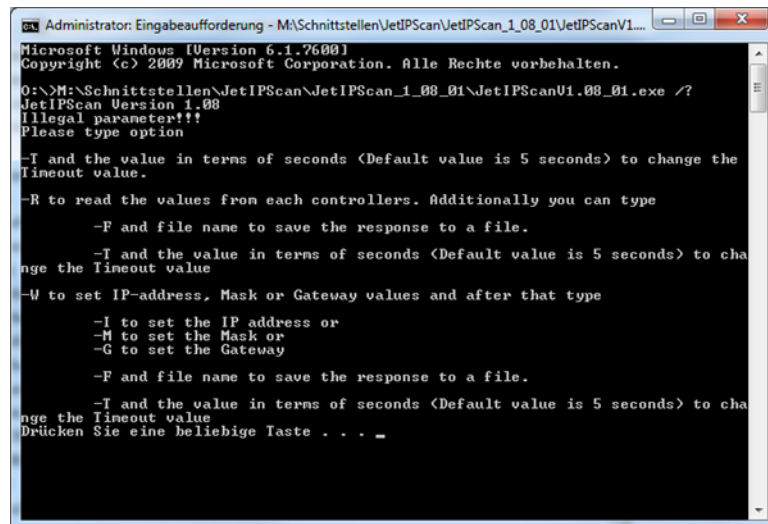 Administrator: Eingabeaufforderung - M:\Schnittstellen\JetIPScan\JetIPScan_1_08_01\JetIPScanV1....
Microsoft Windows [Version 6.1.7600]
Copyright (c) 2009 Microsoft Corporation. Alle Rechte vorbehalten.
O:\>M:\Schnittstellen\JetIPScan\JetIPScan_1_08_01\JetIPScanV1.08_01.exe /?
JetIPScan Version 1.08
Illegal parameter!!!
Please type option
-T and the value in terms of seconds (Default value is 5 seconds) to change the
Timeout value.
-R to read the values from each controllers. Additionally you can type
-F and file name to save the response to a file.
-T and the value in terms of seconds (Default value is 5 seconds) to cha
nge the Timeout value
-W to set IP-address, Mask or Gateway values and after that type
-I to set the IP address or
-M to set the Mask or
-G to set the Gateway
-F and file name to save the response to a file.
-T and the value in terms of seconds (Default value is 5 seconds) to cha
nge the Timeout value
Drücken Sie eine beliebige Taste . . . _